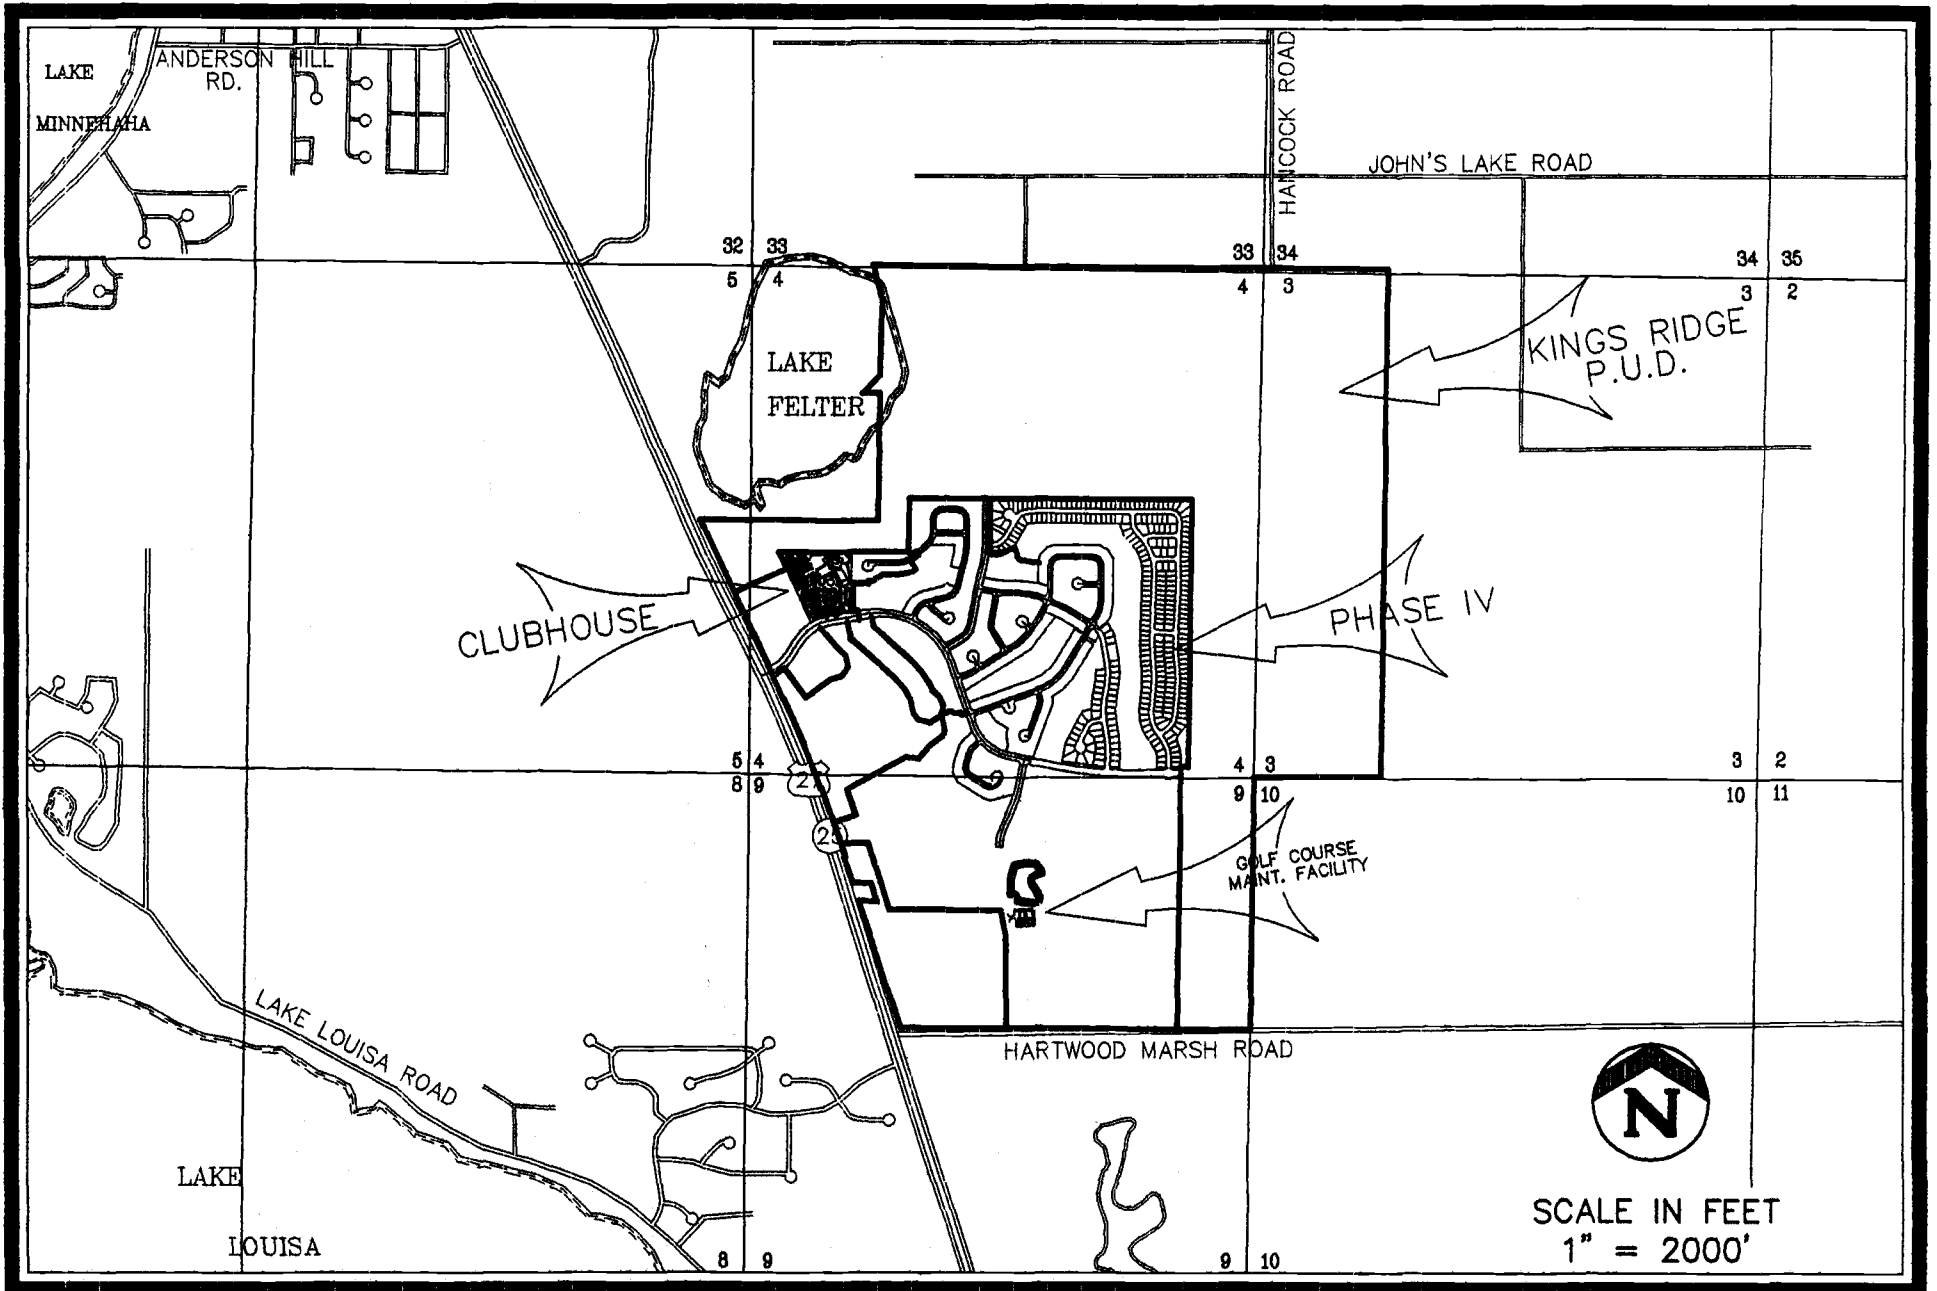 LAKE
MINNEHAHA
ANDERSON HILL
RD.
HANCOCK ROAD
JOHN'S LAKE ROAD
32 33
5 4
33 34
4 3
34 35
3 2
LAKE
FELTER
KINGS RIDGE
P.U.D.
CLUBHOUSE
PHASE IV
5 4
8 9
27
25
4 3
9 10
3 2
10 11
GOLF COURSE
MAINT. FACILITY
LAKE LOUISA ROAD
HARTWOOD MARSH ROAD
LAKE
LOUISA
8 9
9 10
N
SCALE IN FEET
1" = 2000'